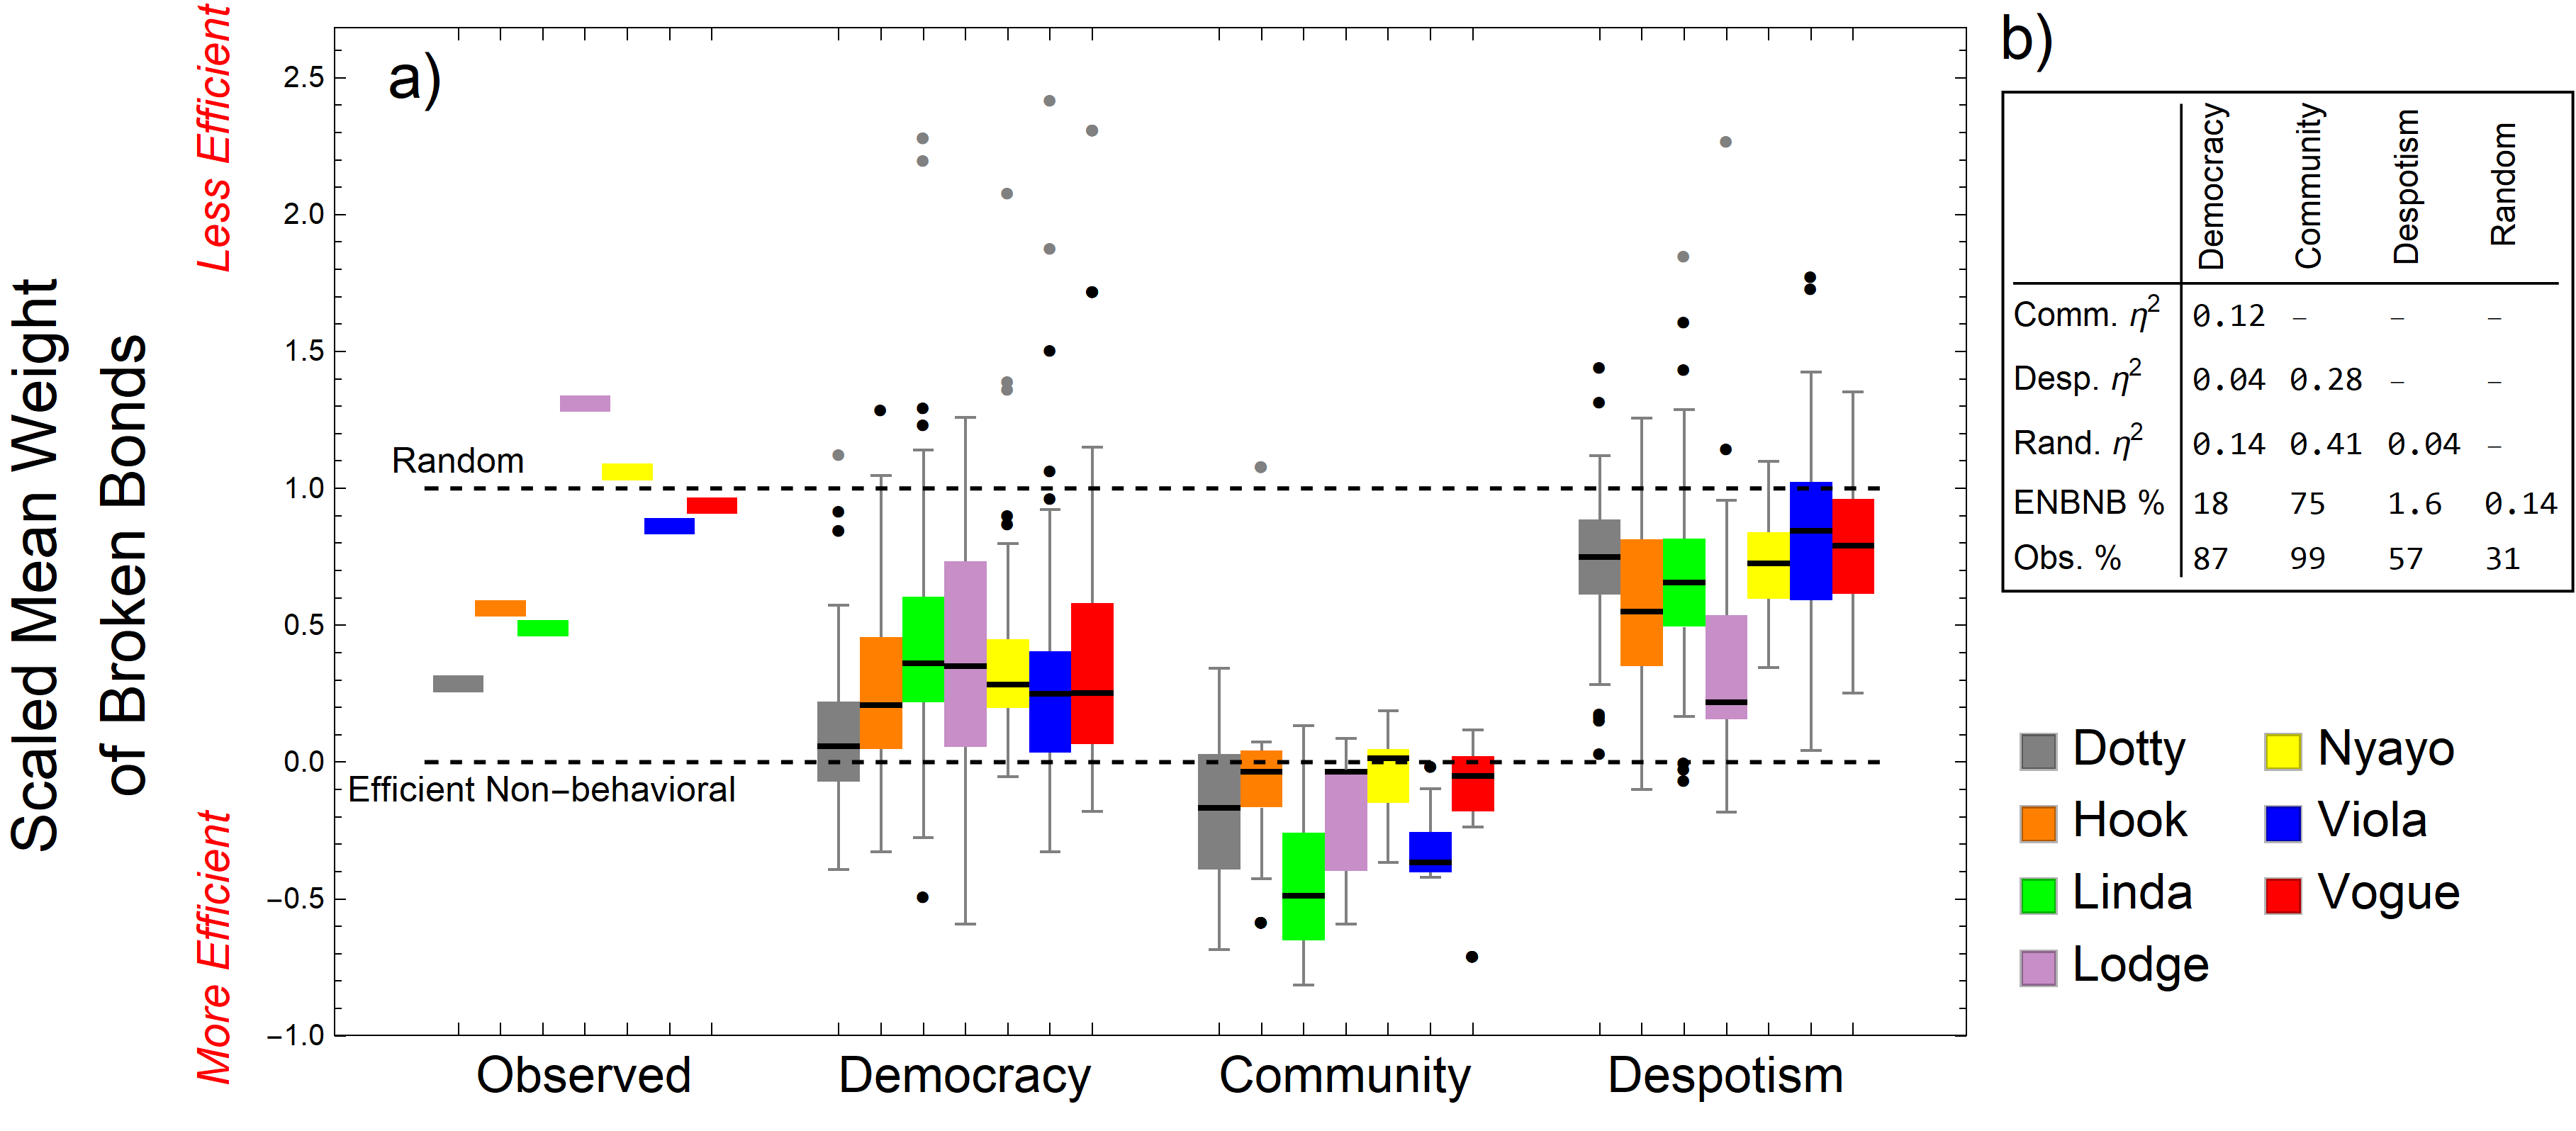 Scaled Mean Weight
of Broken Bonds
Less Efficient
More Efficient
a)
2.5
2.0
1.5
1.0
0.5
0.0
−0.5
−1.0
Random
Efficient Non−behavioral
Observed Democracy Community Despotism
b)
Democracy Community Despotism Random
Comm. η² 0.12 – – –
Desp. η² 0.04 0.28 – –
Rand. η² 0.14 0.41 0.04 –
ENBNB % 18 75 1.6 0.14
Obs. % 87 99 57 31
Dotty Nyayo
Hook Viola
Linda Vogue
Lodge